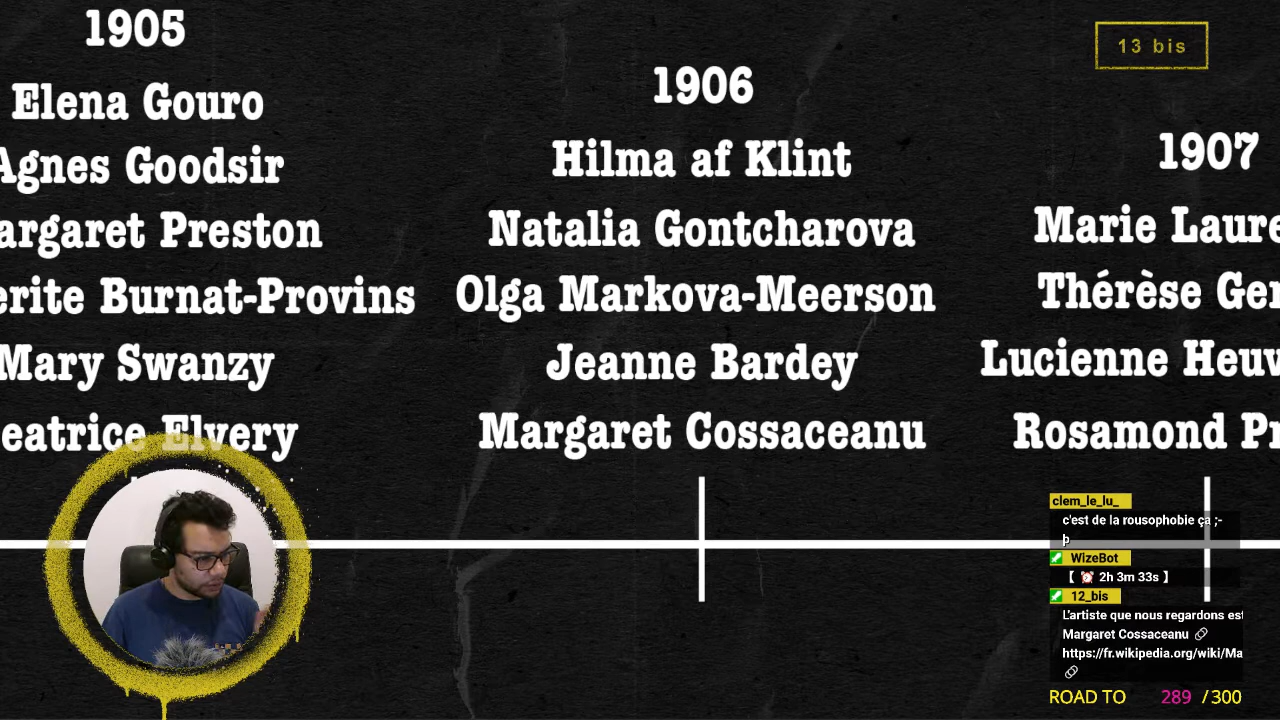 1905
Elena Gouro
Agnes Goodsir
argaret Preston
erite Burnat-Provins
Mary Swanzy
eatrice Elvery
1906
Hilma af Klint
Natalia Gontcharova
Olga Markova-Meerson
Jeanne Bardey
Margaret Cossaceanu
13 bis
1907
Marie Laure
Thérèse Ger
Lucienne Heuv
Rosamond Pr
clem_le_lu_
c'est de la rousophobie ça ;-
þ
WizeBot
【 ⏰ 2h 3m 33s 】
12_bis
L'artiste que nous regardons est
Margaret Cossaceanu 🔗
https://fr.wikipedia.org/wiki/Ma
🔗
ROAD TO 289 / 300